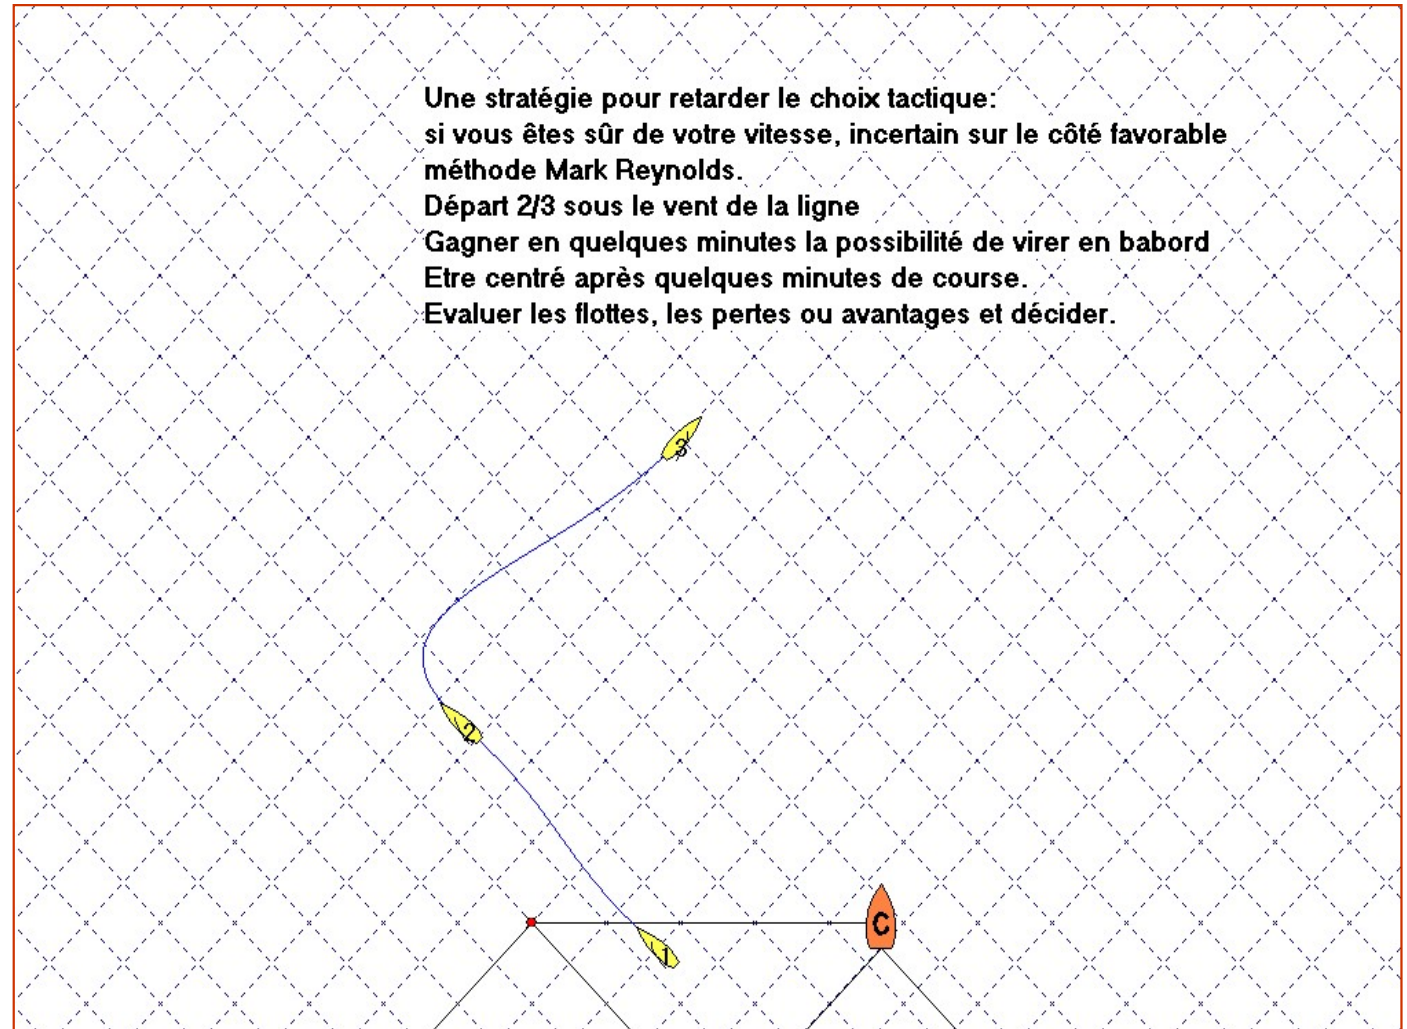 Une stratégie pour retarder le choix tactique:
si vous êtes sûr de votre vitesse, incertain sur le côté favorable
méthode Mark Reynolds.
Départ 2/3 sous le vent de la ligne
Gagner en quelques minutes la possibilité de virer en babord
Etre centré après quelques minutes de course.
Evaluer les flottes, les pertes ou avantages et décider.
3
2
C
1